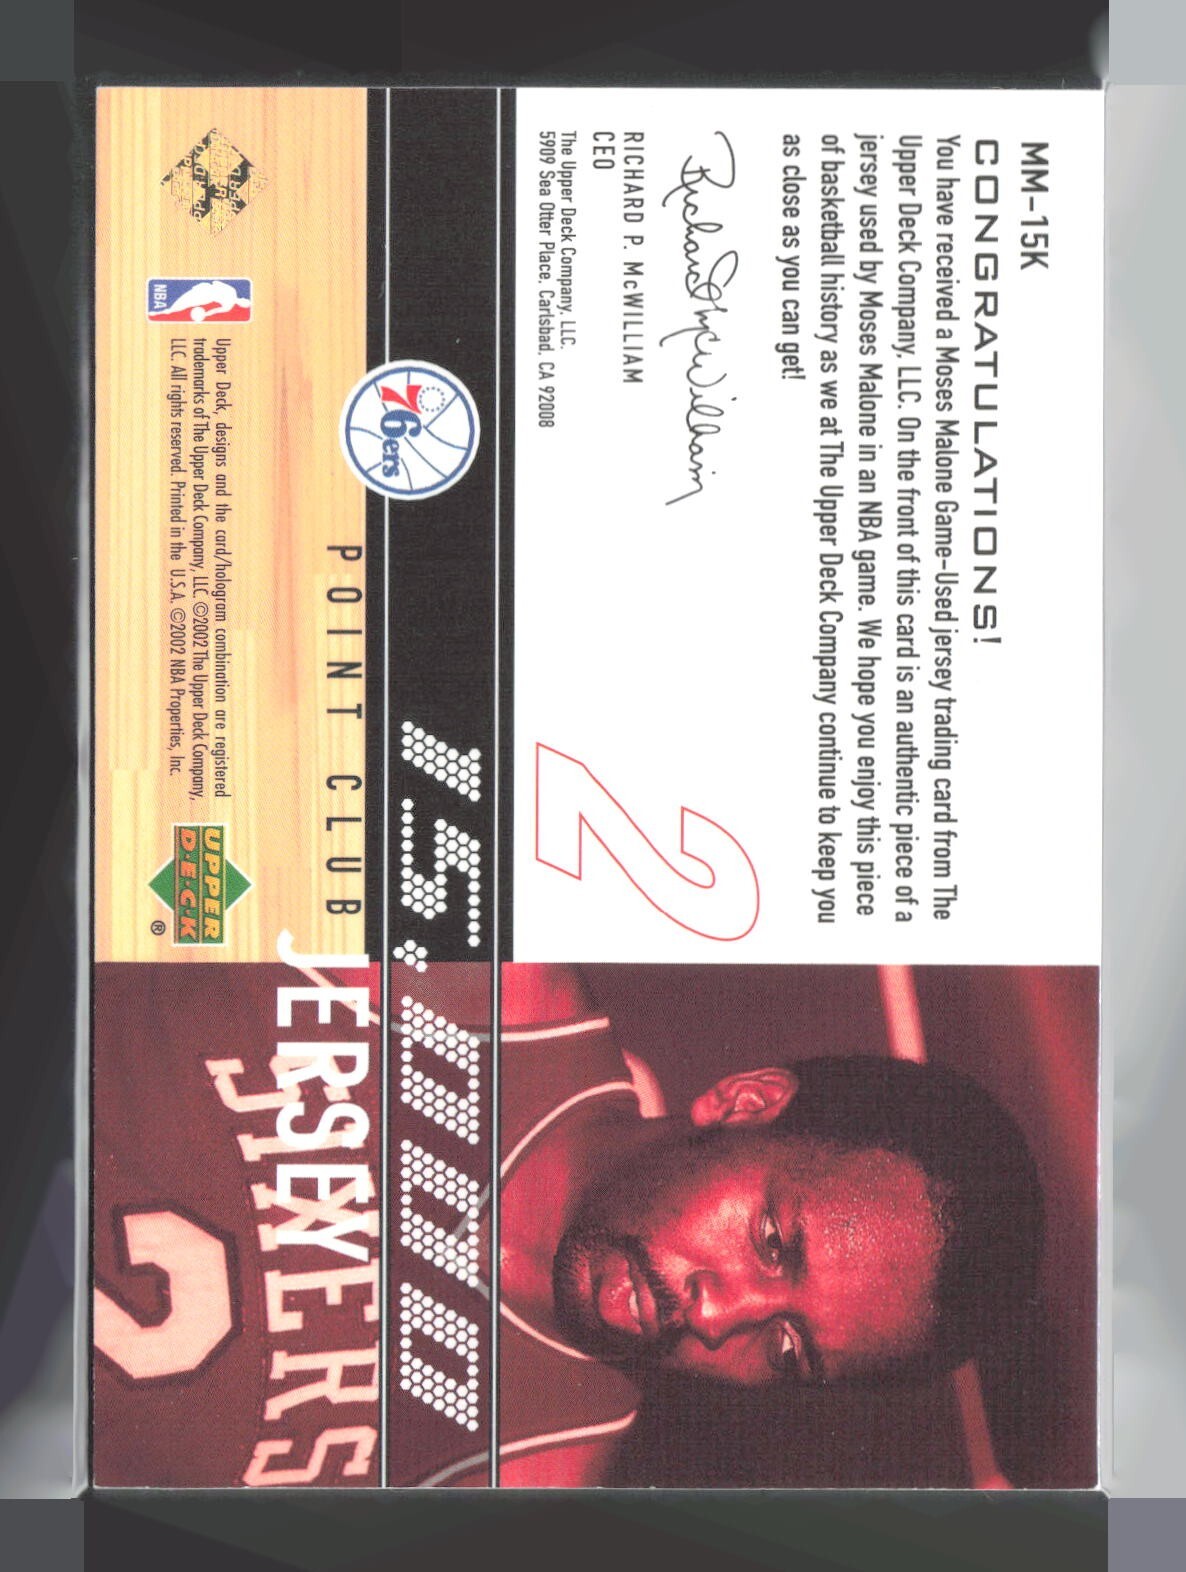 MM-15K
CONGRATULATIONS!
You have received a Moses Malone Game-Used jersey trading card from The
Upper Deck Company, LLC. On the front of this card is an authentic piece of a
jersey used by Moses Malone in an NBA game. We hope you enjoy this piece
of basketball history as we at The Upper Deck Company continue to keep you
as close as you can get!
Richard McWilliam
RICHARD P. McWILLIAM
CEO
The Upper Deck Company, LLC.
5909 Sea Otter Place, Carlsbad, CA 92008
2
76ers
15,000
POINT CLUB
JERSEY
SIXERS
2
NBA
Upper Deck, designs and the card/hologram combination are registered
trademarks of The Upper Deck Company, LLC. ©2002 The Upper Deck Company,
LLC. All rights reserved. Printed in the U.S.A. ©2002 NBA Properties, Inc.
UPPER
D·E·C·K
®